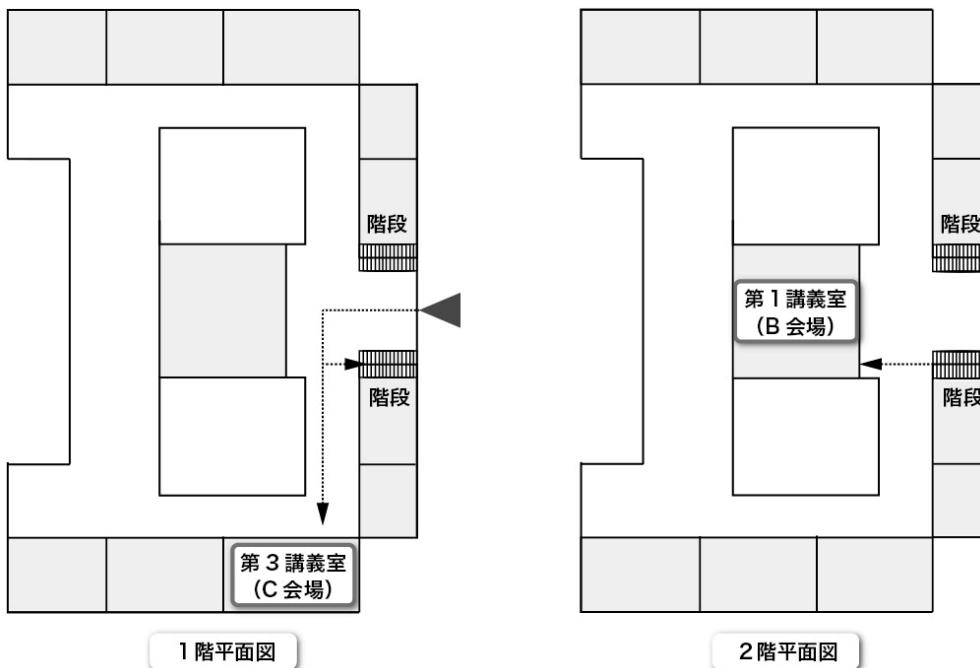 階段
階段
第3講義室
（C 会場）
1階平面図
階段
第1講義室
（B 会場）
階段
2階平面図